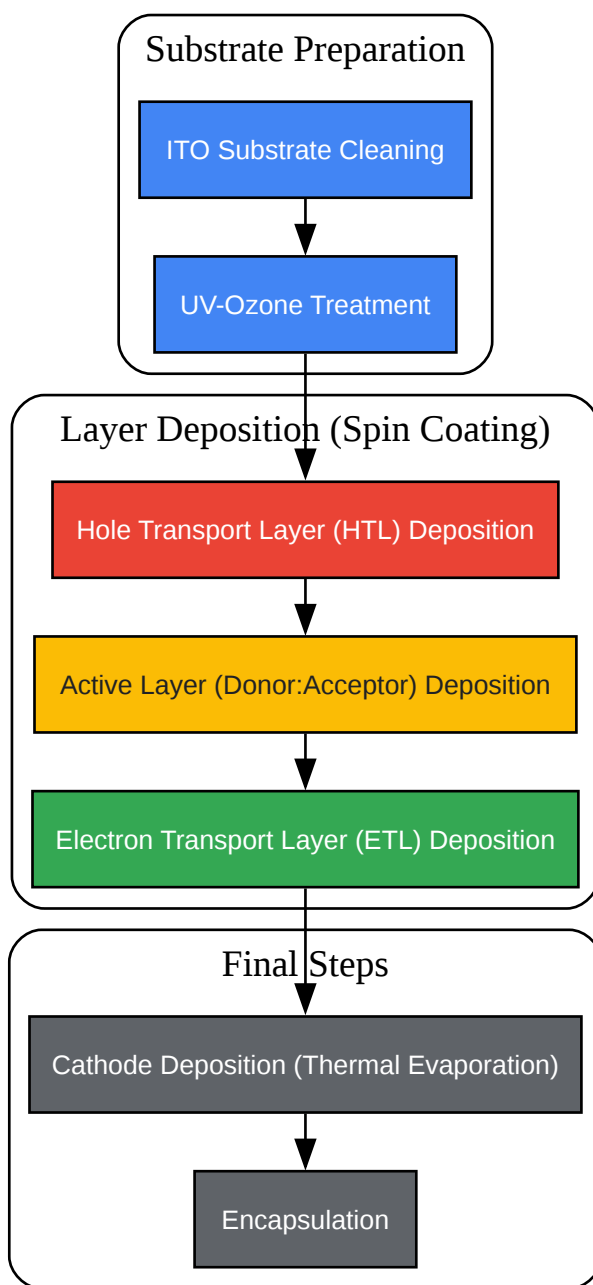 Substrate Preparation
ITO Substrate Cleaning
UV-Ozone Treatment
Layer Deposition (Spin Coating)
Hole Transport Layer (HTL) Deposition
Active Layer (Donor:Acceptor) Deposition
Electron Transport Layer (ETL) Deposition
Final Steps
Cathode Deposition (Thermal Evaporation)
Encapsulation